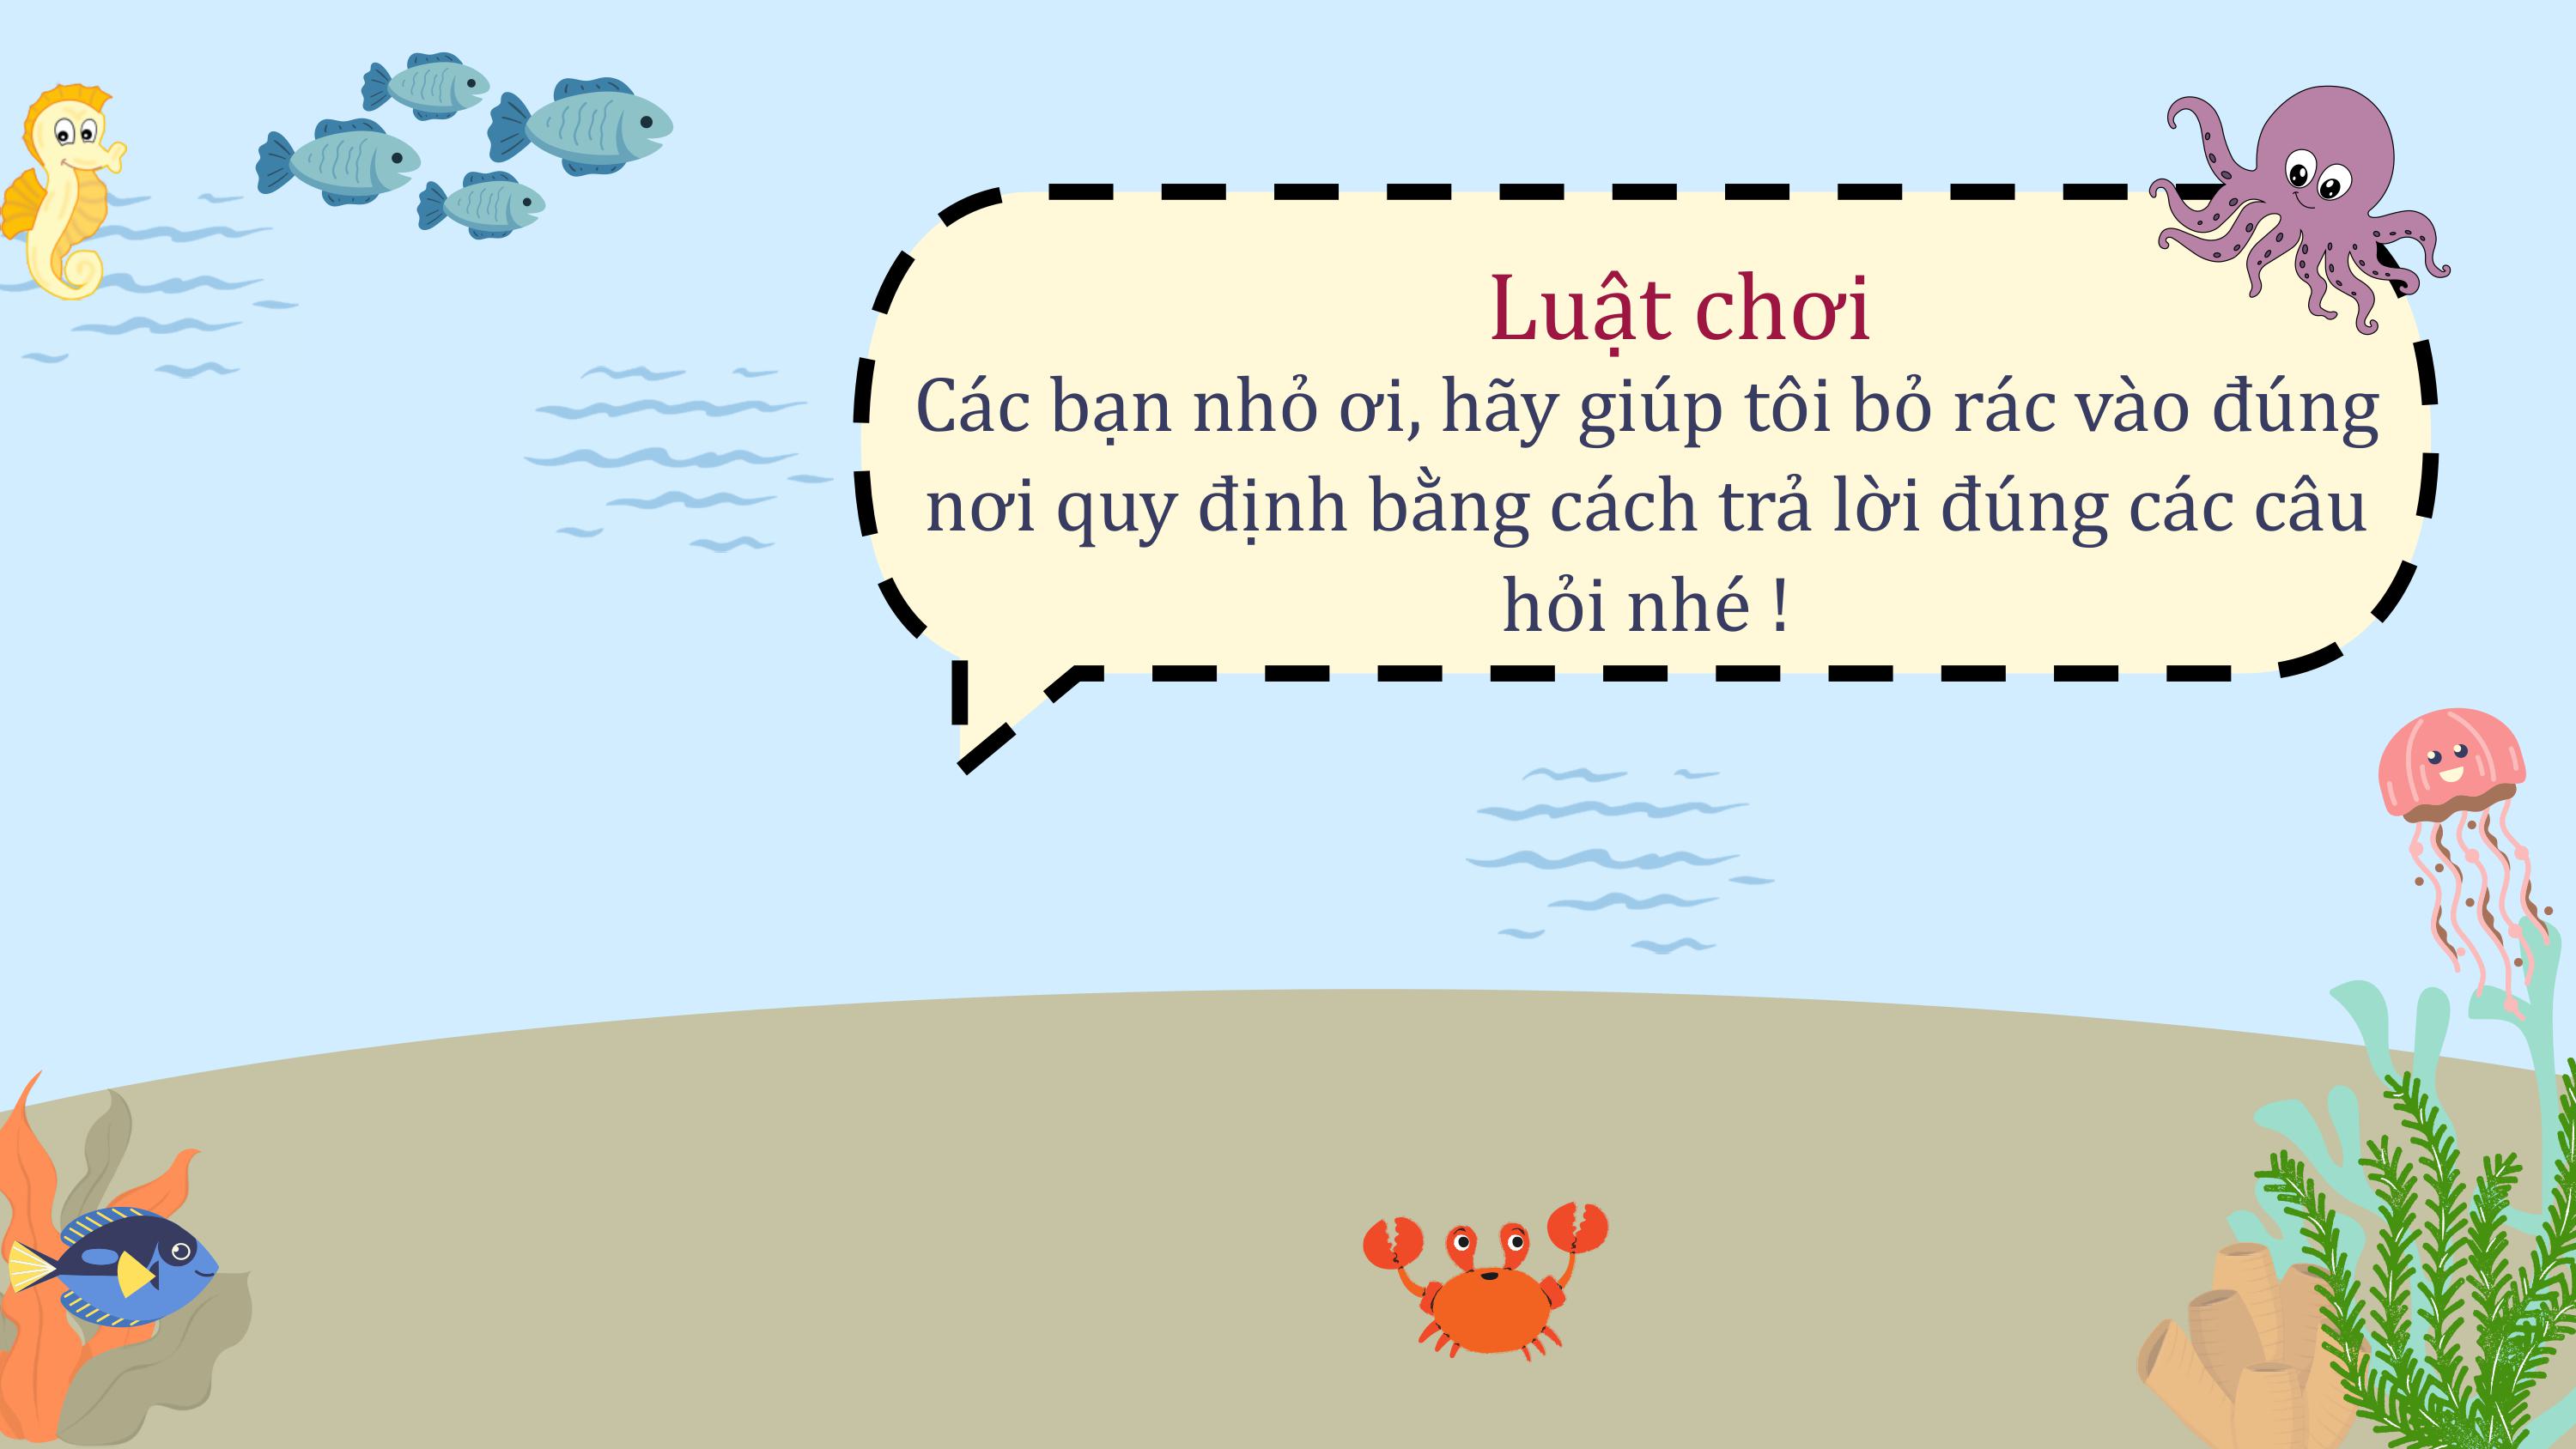 Luật chơi
Các bạn nhỏ ơi, hãy giúp tôi bỏ rác vào đúng
nơi quy định bằng cách trả lời đúng các câu
hỏi nhé !